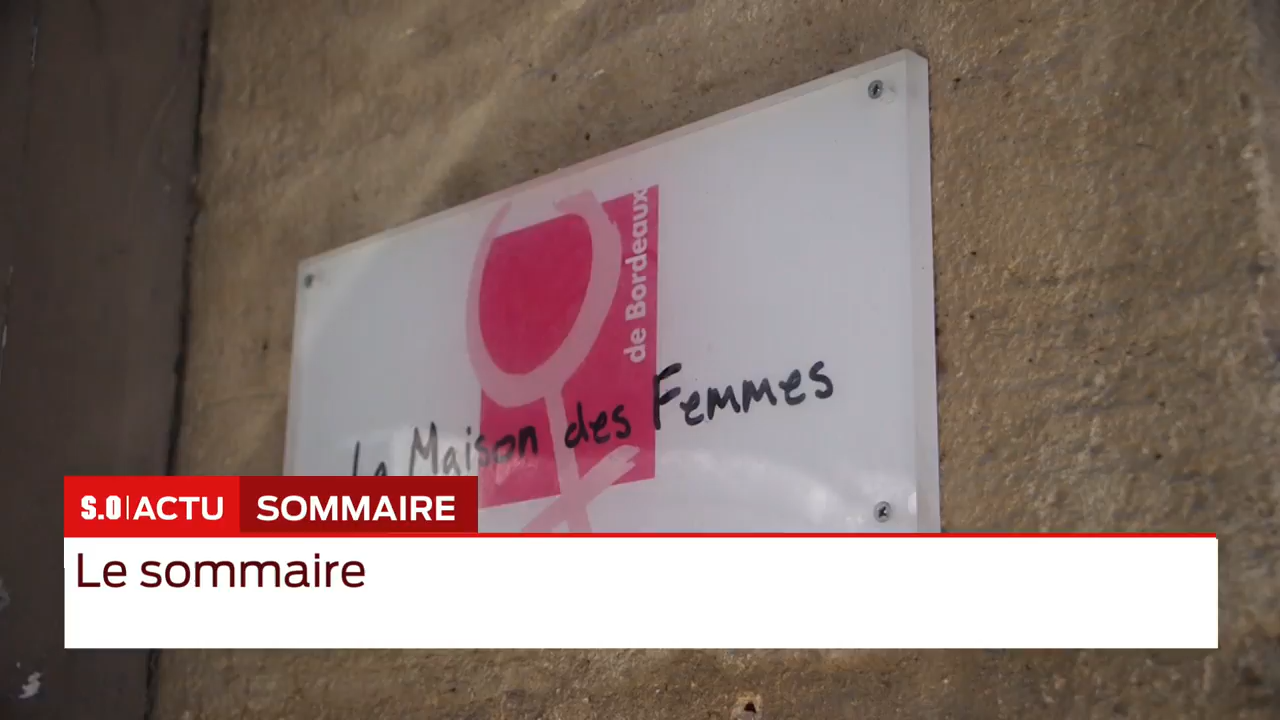 de Bordeaux
La Maison des Femmes
S.O|ACTU SOMMAIRE
Le sommaire